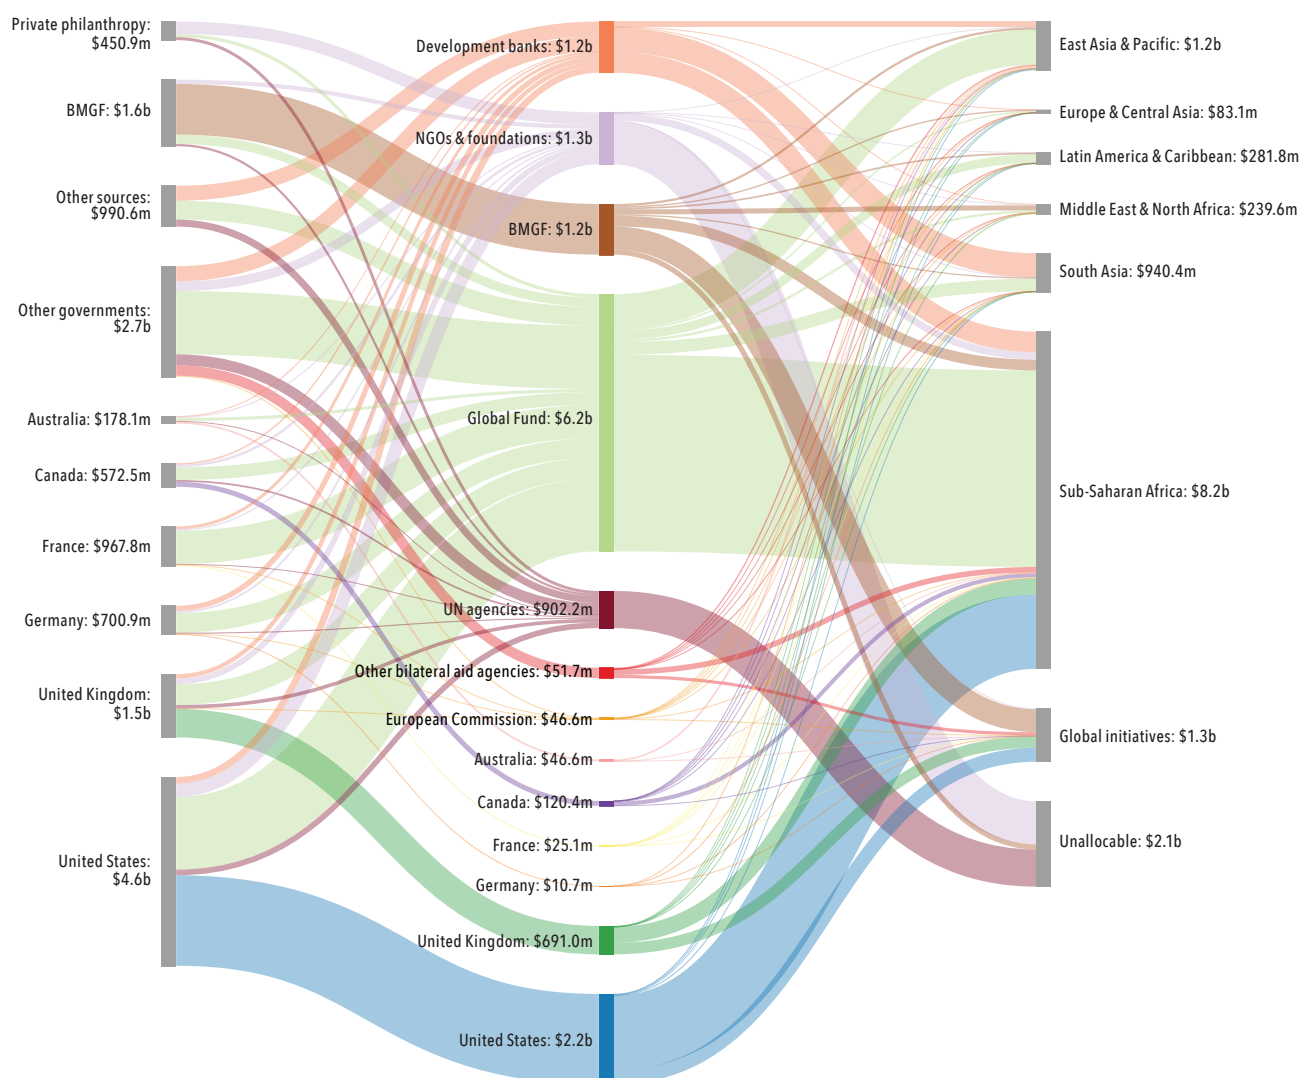 Private philanthropy:
$450.9m
BMGF: $1.6b
Other sources:
$990.6m
Other governments:
$2.7b
Australia: $178.1m
Canada: $572.5m
France: $967.8m
Germany: $700.9m
United Kingdom:
$1.5b
United States:
$4.6b
Development banks: $1.2b
NGOs & foundations: $1.3b
BMGF: $1.2b
Global Fund: $6.2b
UN agencies: $902.2m
Other bilateral aid agencies: $51.7m
European Commission: $46.6m
Australia: $46.6m
Canada: $120.4m
France: $25.1m
Germany: $10.7m
United Kingdom: $691.0m
United States: $2.2b
East Asia & Pacific: $1.2b
Europe & Central Asia: $83.1m
Latin America & Caribbean: $281.8m
Middle East & North Africa: $239.6m
South Asia: $940.4m
Sub-Saharan Africa: $8.2b
Global initiatives: $1.3b
Unallocable: $2.1b